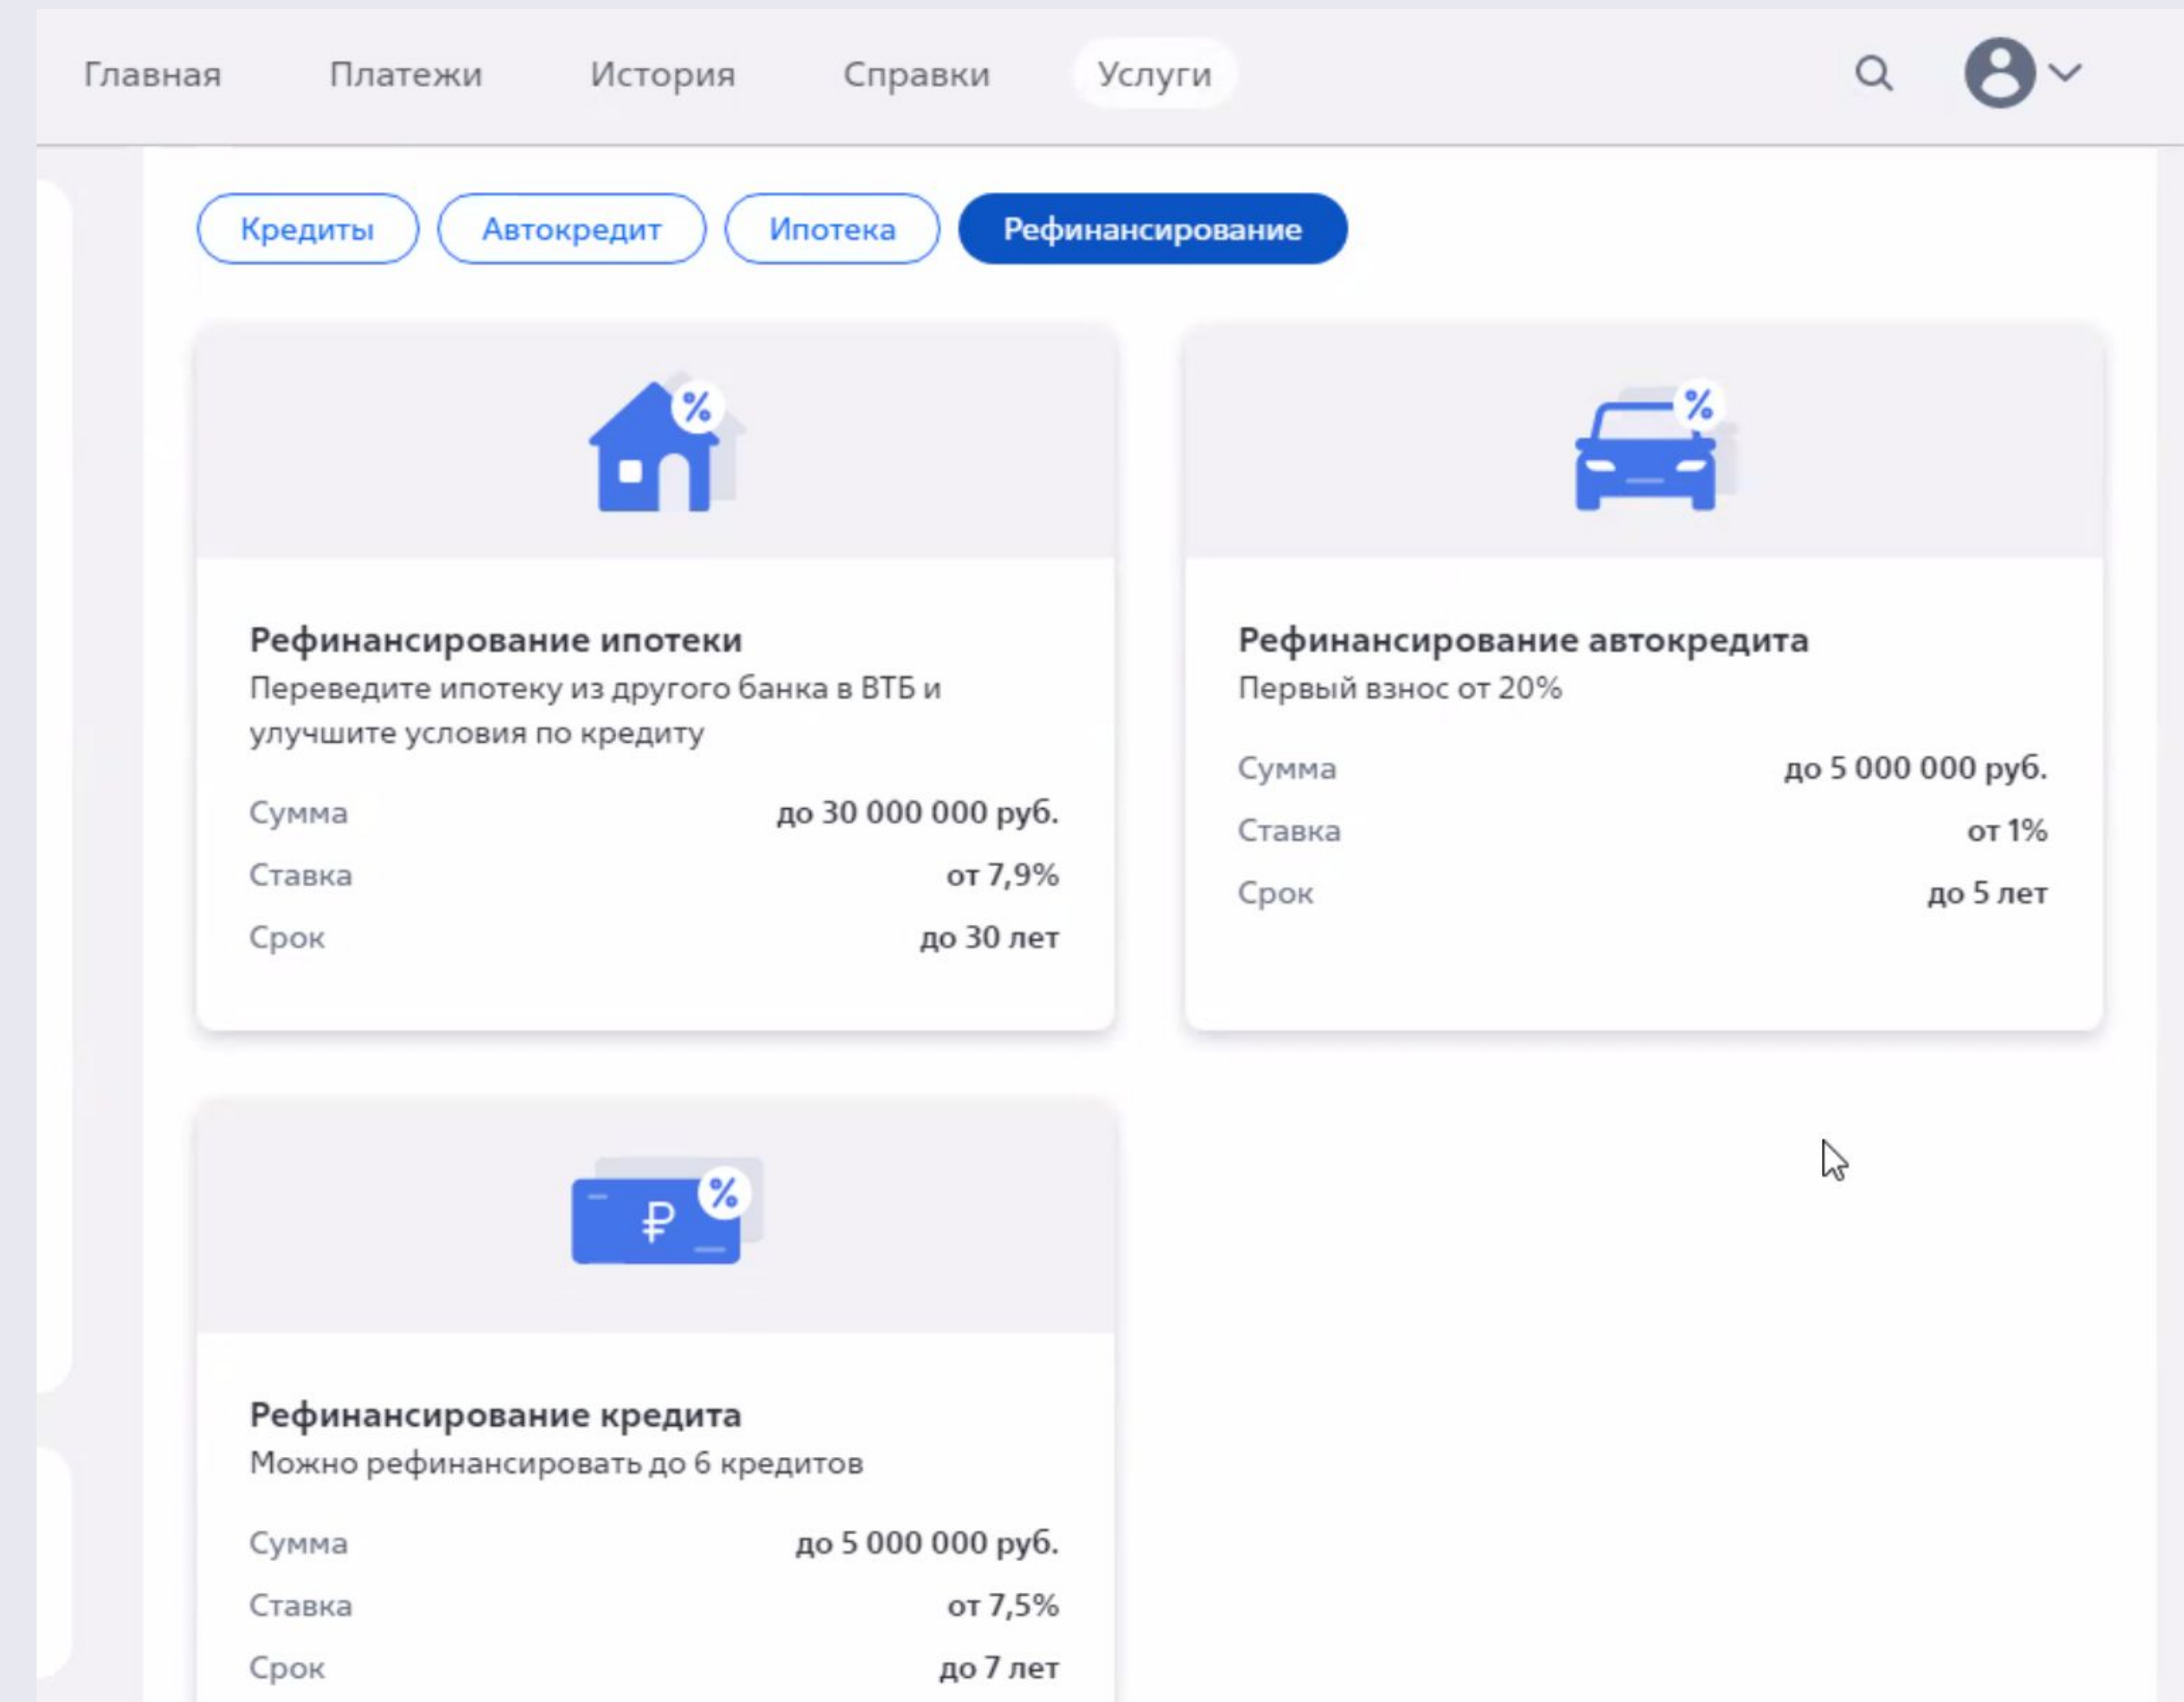 Главная Платежи История Справки Услуги
Кредиты Автокредит Ипотека Рефинансирование
%
Рефинансирование ипотеки
Переведите ипотеку из другого банка в ВТБ и
улучшите условия по кредиту
Сумма до 30 000 000 руб.
Ставка от 7,9%
Срок до 30 лет
%
Рефинансирование автокредита
Первый взнос от 20%
Сумма до 5 000 000 руб.
Ставка от 1%
Срок до 5 лет
₽ %
Рефинансирование кредита
Можно рефинансировать до 6 кредитов
Сумма до 5 000 000 руб.
Ставка от 7,5%
Срок до 7 лет